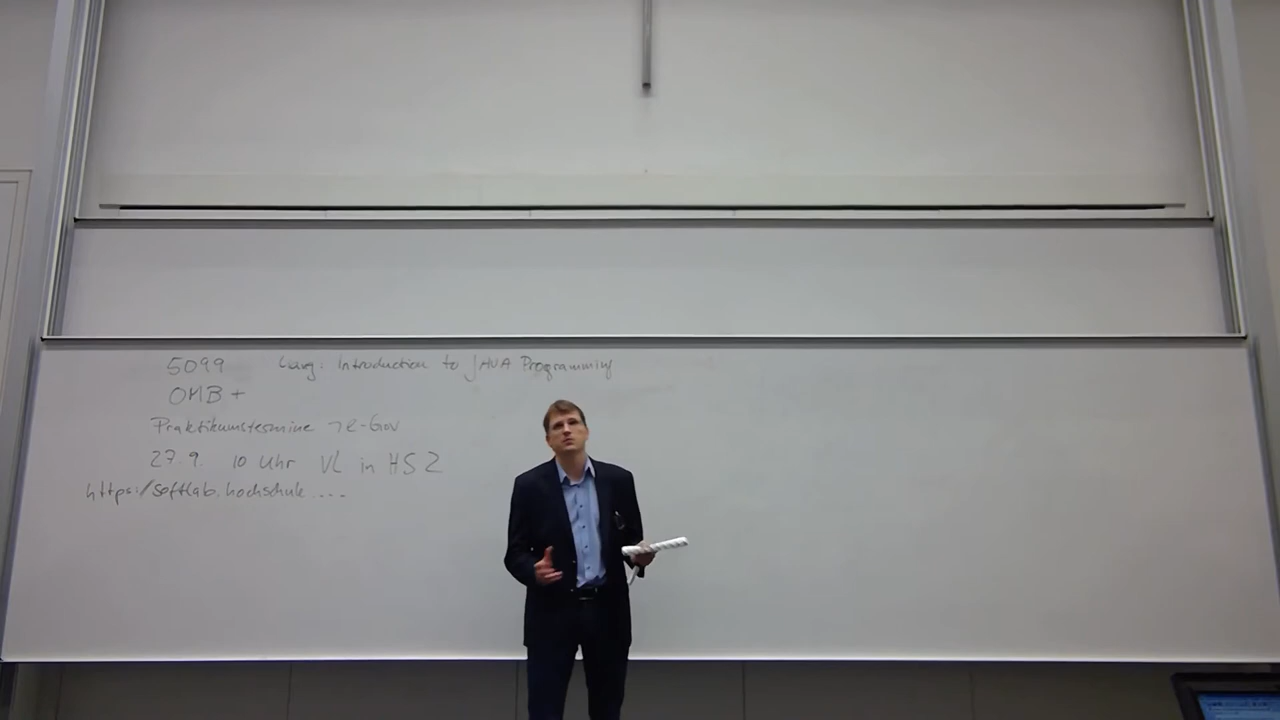 5099 Liang: Introduction to JAVA Programming
OMB+
Praktikumstermine → e-Gov
27.9. 10 Uhr VL in HS 2
https://softlab.hochschule....